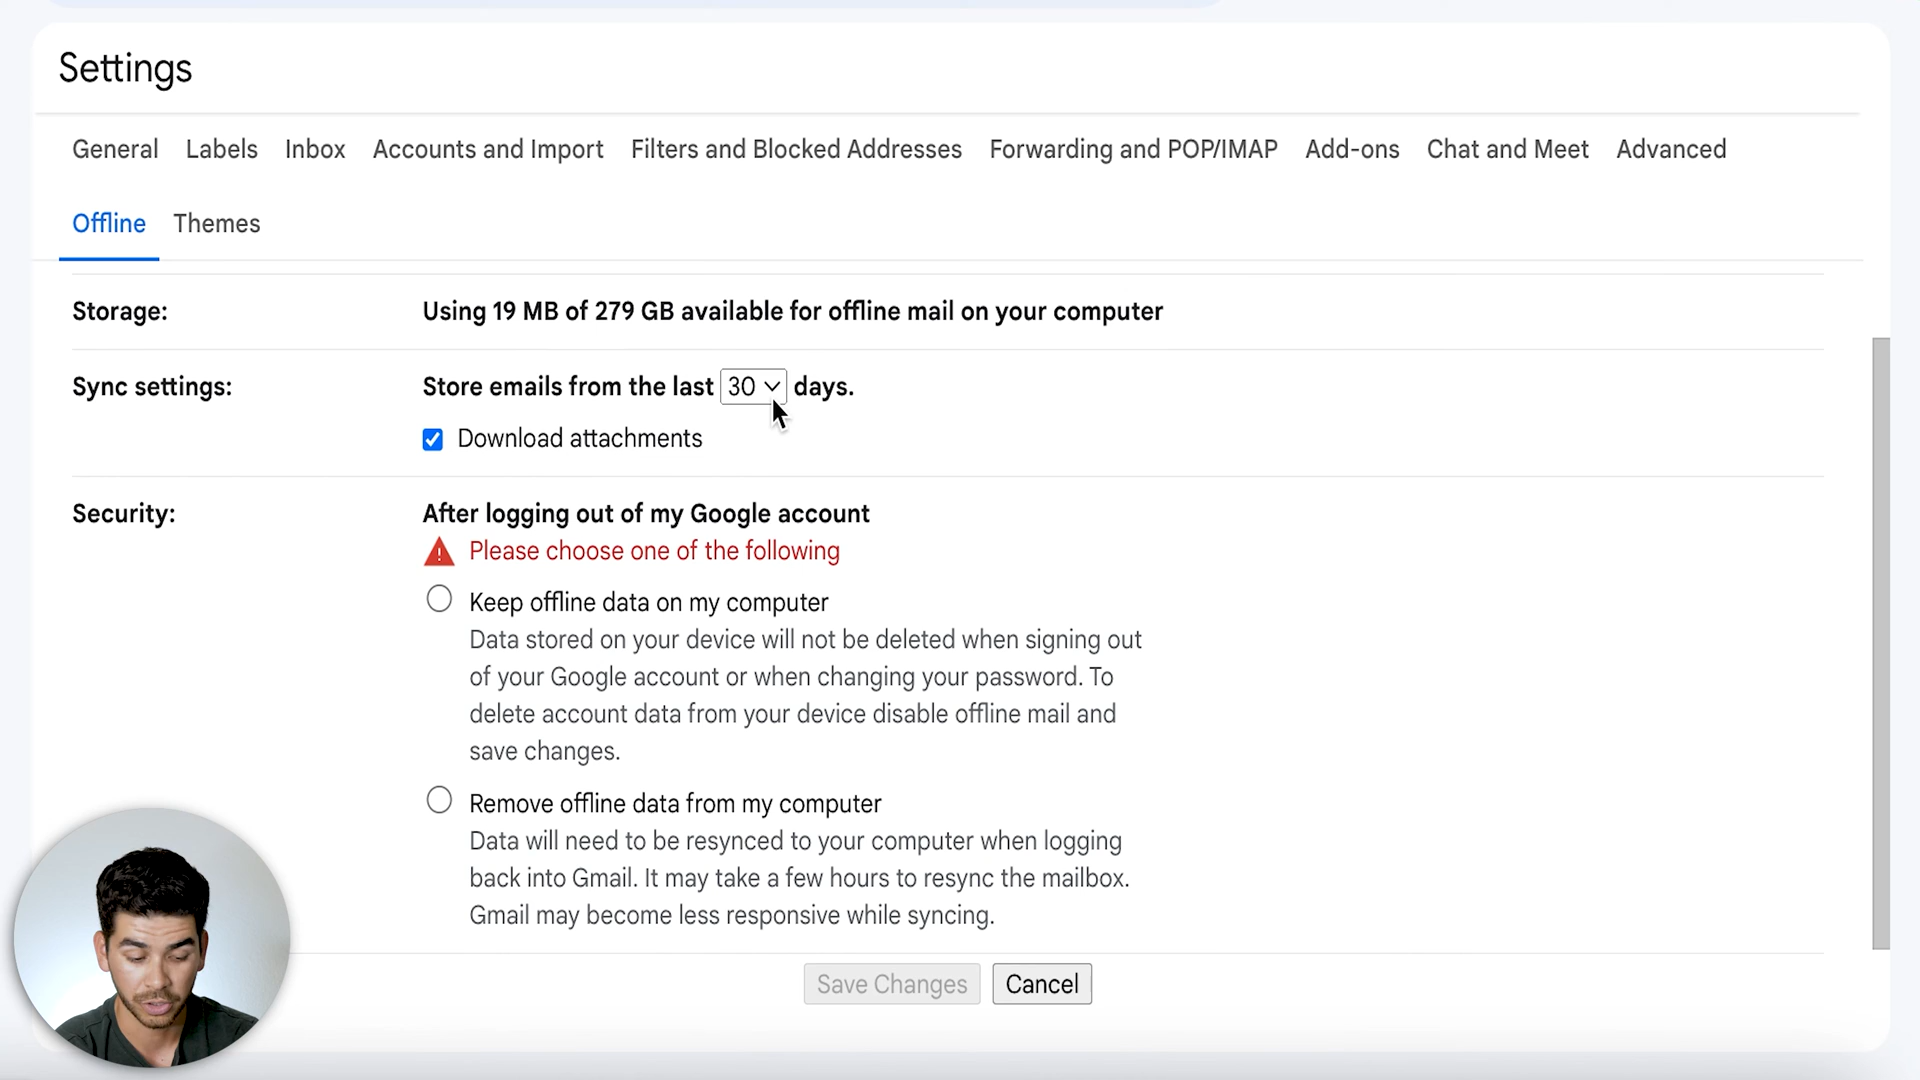 Settings
General Labels Inbox Accounts and Import Filters and Blocked Addresses Forwarding and POP/IMAP Add-ons Chat and Meet Advanced
Offline Themes
Storage: Using 19 MB of 279 GB available for offline mail on your computer
Sync settings: Store emails from the last 30 days.
Download attachments
Security: After logging out of my Google account
Please choose one of the following
Keep offline data on my computer
Data stored on your device will not be deleted when signing out
of your Google account or when changing your password. To
delete account data from your device disable offline mail and
save changes.
Remove offline data from my computer
Data will need to be resynced to your computer when logging
back into Gmail. It may take a few hours to resync the mailbox.
Gmail may become less responsive while syncing.
Save Changes Cancel